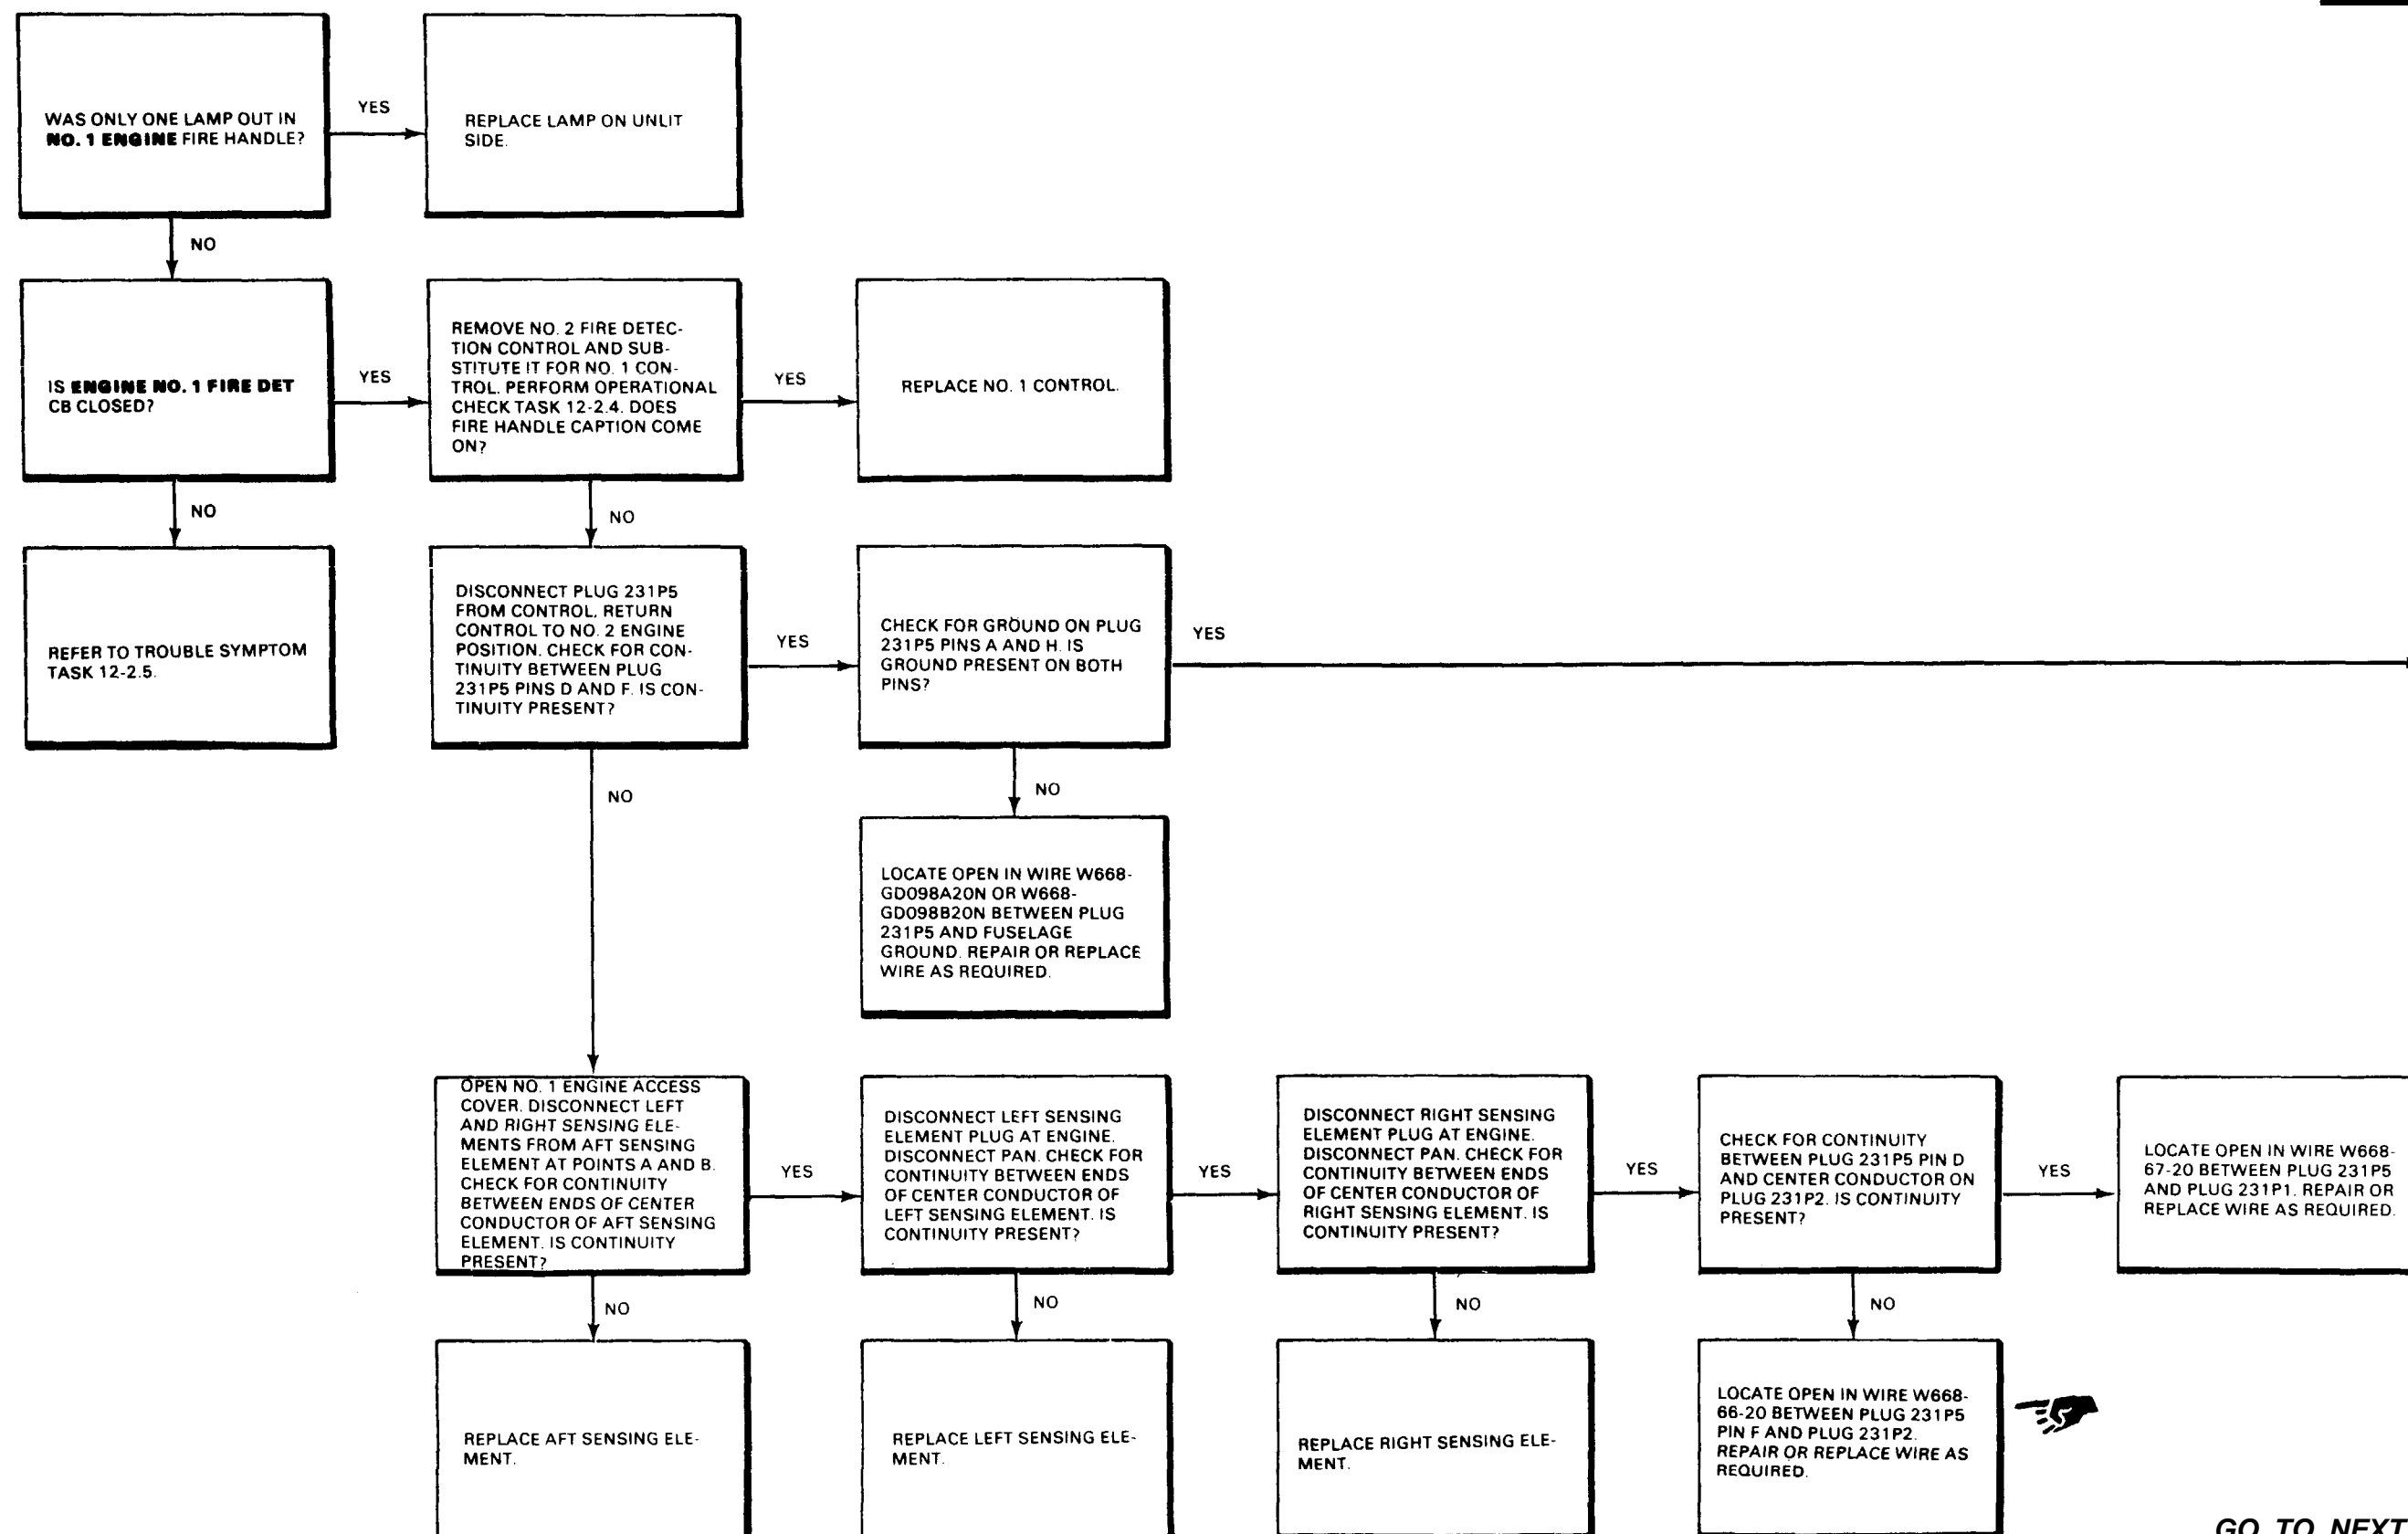 WAS ONLY ONE LAMP OUT IN
NO. 1 ENGINE FIRE HANDLE?
YES
REPLACE LAMP ON UNLIT
SIDE.
NO
IS ENGINE NO. 1 FIRE DET
CB CLOSED?
YES
REMOVE NO. 2 FIRE DETEC-
TION CONTROL AND SUB-
STITUTE IT FOR NO. 1 CON-
TROL. PERFORM OPERATIONAL
CHECK TASK 12-2.4. DOES
FIRE HANDLE CAPTION COME
ON?
YES
REPLACE NO. 1 CONTROL.
NO
NO
REFER TO TROUBLE SYMPTOM
TASK 12-2.5.
DISCONNECT PLUG 231P5
FROM CONTROL. RETURN
CONTROL TO NO. 2 ENGINE
POSITION. CHECK FOR CON-
TINUITY BETWEEN PLUG
231P5 PINS D AND F. IS CON-
TINUITY PRESENT?
YES
CHECK FOR GROUND ON PLUG
231P5 PINS A AND H. IS
GROUND PRESENT ON BOTH
PINS?
YES
NO
NO
LOCATE OPEN IN WIRE W668-
GD098A20N OR W668-
GD098B20N BETWEEN PLUG
231P5 AND FUSELAGE
GROUND. REPAIR OR REPLACE
WIRE AS REQUIRED.
OPEN NO. 1 ENGINE ACCESS
COVER. DISCONNECT LEFT
AND RIGHT SENSING ELE-
MENTS FROM AFT SENSING
ELEMENT AT POINTS A AND B.
CHECK FOR CONTINUITY
BETWEEN ENDS OF CENTER
CONDUCTOR OF AFT SENSING
ELEMENT. IS CONTINUITY
PRESENT?
YES
DISCONNECT LEFT SENSING
ELEMENT PLUG AT ENGINE.
DISCONNECT PAN. CHECK FOR
CONTINUITY BETWEEN ENDS
OF CENTER CONDUCTOR OF
LEFT SENSING ELEMENT. IS
CONTINUITY PRESENT?
YES
DISCONNECT RIGHT SENSING
ELEMENT PLUG AT ENGINE.
DISCONNECT PAN. CHECK FOR
CONTINUITY BETWEEN ENDS
OF CENTER CONDUCTOR OF
RIGHT SENSING ELEMENT. IS
CONTINUITY PRESENT?
YES
CHECK FOR CONTINUITY
BETWEEN PLUG 231P5 PIN D
AND CENTER CONDUCTOR ON
PLUG 231P2. IS CONTINUITY
PRESENT?
YES
LOCATE OPEN IN WIRE W668-
67-20 BETWEEN PLUG 231P5
AND PLUG 231P1. REPAIR OR
REPLACE WIRE AS REQUIRED.
NO
NO
NO
NO
REPLACE AFT SENSING ELE-
MENT.
REPLACE LEFT SENSING ELE-
MENT.
REPLACE RIGHT SENSING ELE-
MENT.
LOCATE OPEN IN WIRE W668-
66-20 BETWEEN PLUG 231P5
PIN F AND PLUG 231P2.
REPAIR OR REPLACE WIRE AS
REQUIRED.
GO TO NEXT